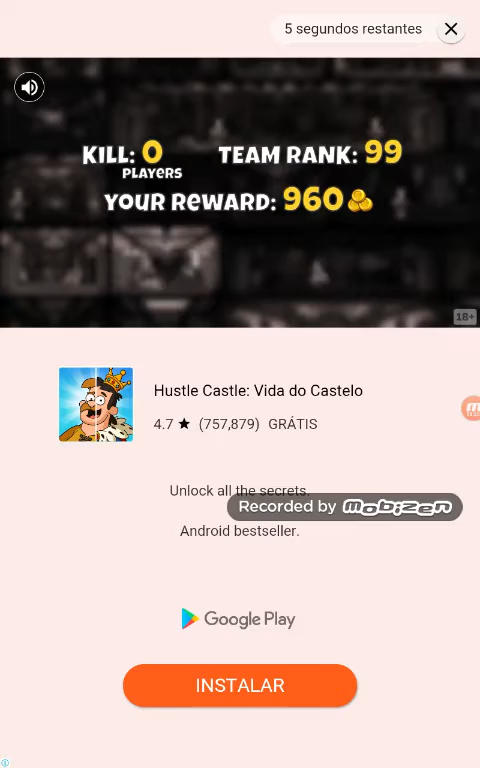 5 segundos restantes
KILL: 0 TEAM RANK: 99
PLAYERS
YOUR REWARD: 960
18+
Hustle Castle: Vida do Castelo
4.7 ★ (757,879) GRÁTIS
Unlock all the secrets.
Recorded by mobizen
Android bestseller.
Google Play
INSTALAR